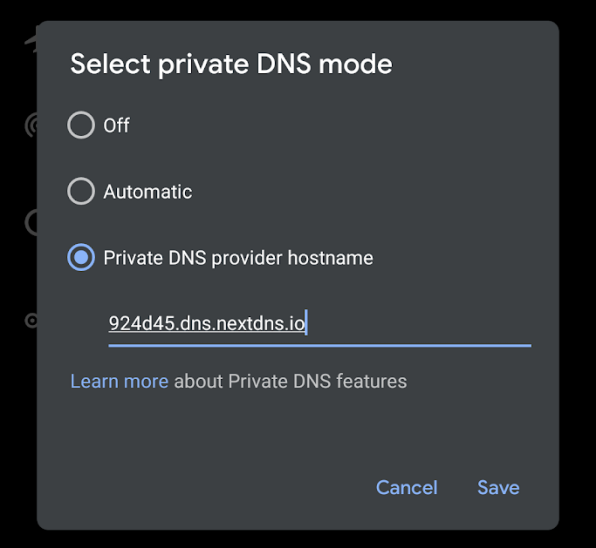 Select private DNS mode
Off
Automatic
Private DNS provider hostname
924d45.dns.nextdns.io
Learn more about Private DNS features
Cancel Save